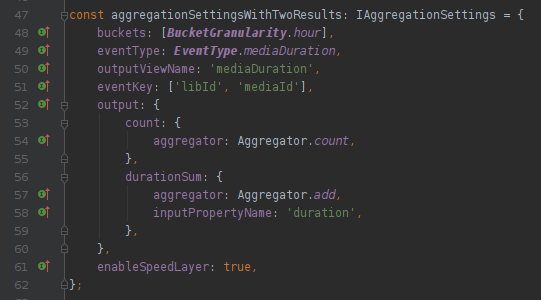 47 const aggregationSettingsWithTwoResults: IAggregationSettings = {
48 buckets: [BucketGranularity.hour],
49 eventType: EventType.mediaDuration,
50 outputViewName: 'mediaDuration',
51 eventKey: ['libId', 'mediaId'],
52 output: {
53 count: {
54 aggregator: Aggregator.count,
55 },
56 durationSum: {
57 aggregator: Aggregator.add,
58 inputPropertyName: 'duration',
59 },
60 },
61 enableSpeedLayer: true,
62 };